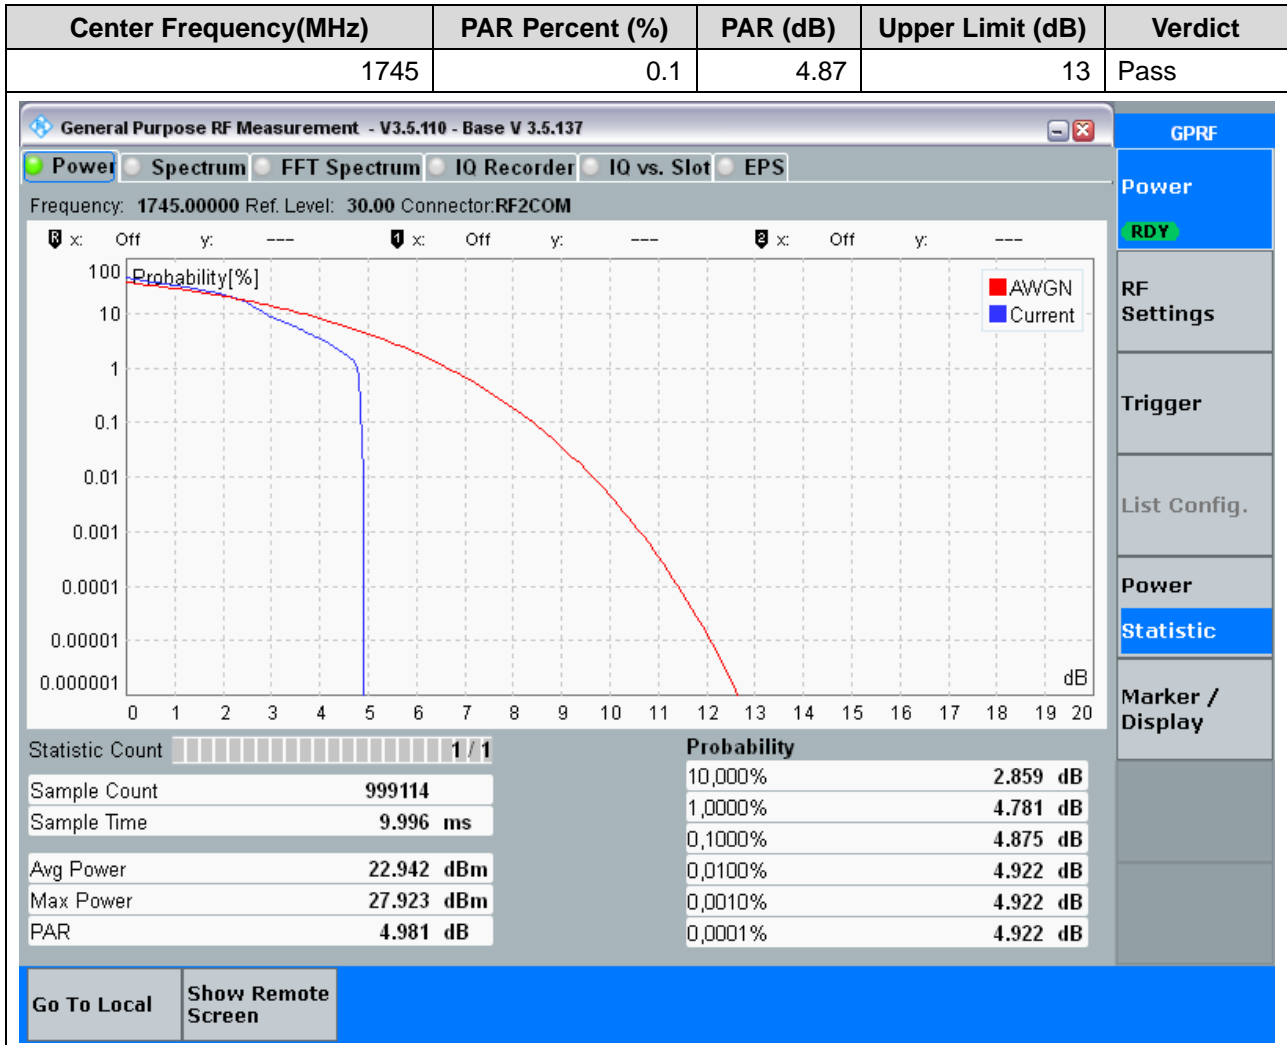 Center Frequency(MHz) PAR Percent (%) PAR (dB) Upper Limit (dB) Verdict
1745 0.1 4.87 13 Pass
General Purpose RF Measurement - V3.5.110 - Base V 3.5.137
GPRF
Power Spectrum FFT Spectrum IQ Recorder IQ vs. Slot EPS
Power
RDY
Frequency: 1745.00000 Ref. Level: 30.00 Connector:RF2COM
R x: Off y: --- 1 x: Off y: --- 2 x: Off y: ---
Probability[%]
AWGN
Current
100
10
1
0.1
0.01
0.001
0.0001
0.00001
0.000001
dB
0 1 2 3 4 5 6 7 8 9 10 11 12 13 14 15 16 17 18 19 20
RF
Settings
Trigger
List Config.
Power
Statistic
Marker /
Display
Statistic Count 1 / 1
Sample Count 999114
Sample Time 9.996 ms
Avg Power 22.942 dBm
Max Power 27.923 dBm
PAR 4.981 dB
Probability
10,000% 2.859 dB
1,0000% 4.781 dB
0,1000% 4.875 dB
0,0100% 4.922 dB
0,0010% 4.922 dB
0,0001% 4.922 dB
Go To Local
Show Remote
Screen